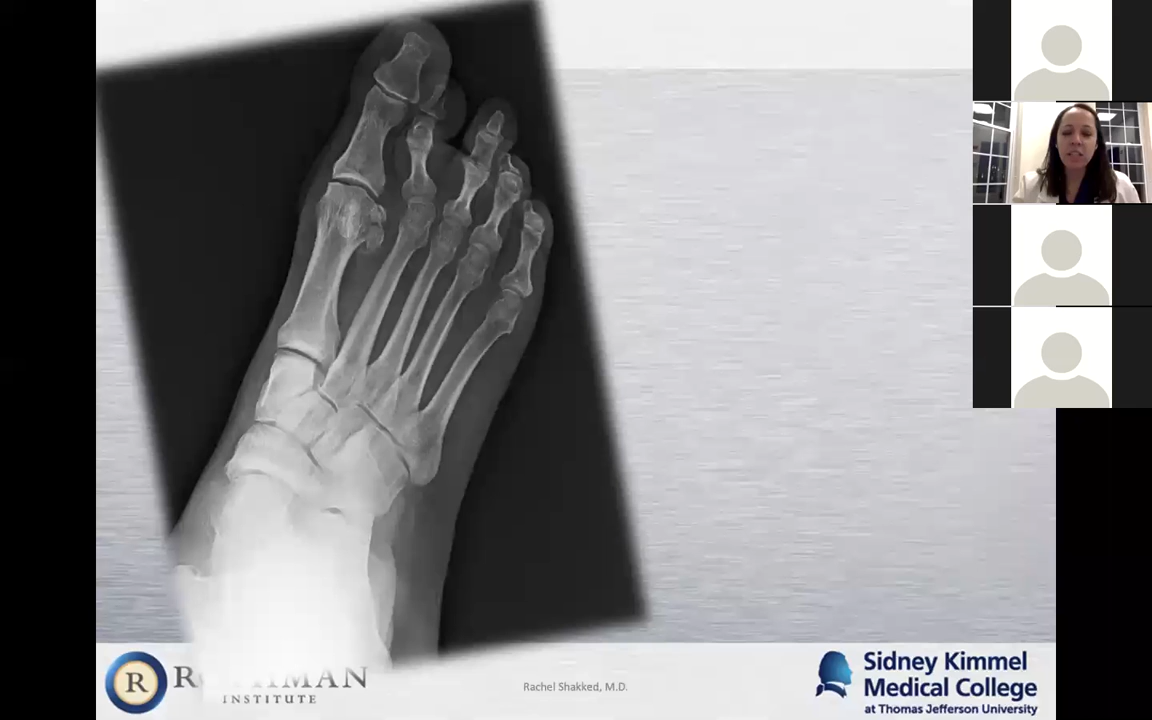 R
INSTITUTE
Rachel Shakked, M.D.
Sidney Kimmel
Medical College
at Thomas Jefferson University